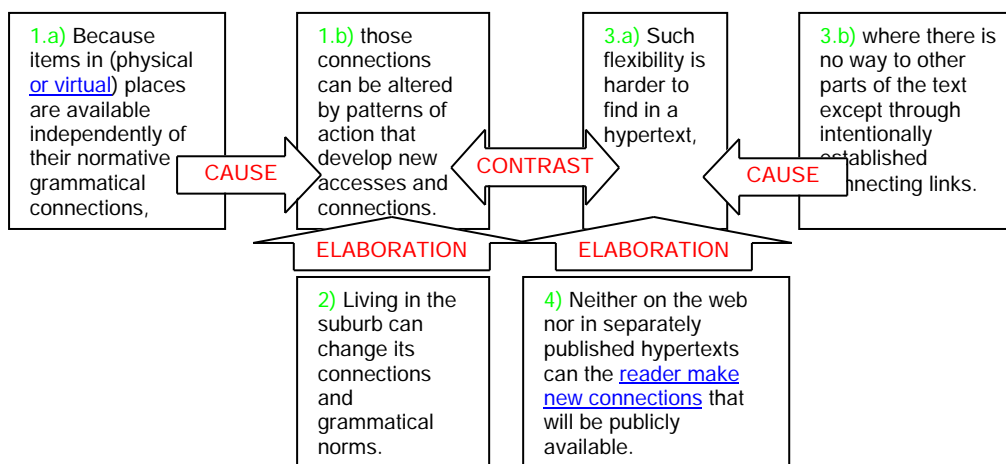 1.a) Because
items in (physical
or virtual) places
are available
independently of
their normative
grammatical
connections,
CAUSE
1.b) those
connections
can be altered
by patterns of
action that
develop new
accesses and
connections.
CONTRAST
3.a) Such
flexibility is
harder to
find in a
hypertext,
CAUSE
3.b) where there is
no way to other
parts of the text
except through
intentionally
established
links.
ELABORATION
ELABORATION
2) Living in the
suburb can
change its
connections
and
grammatical
norms.
4) Neither on the web
nor in separately
published hypertexts
can the reader make
new connections that
will be publicly
available.